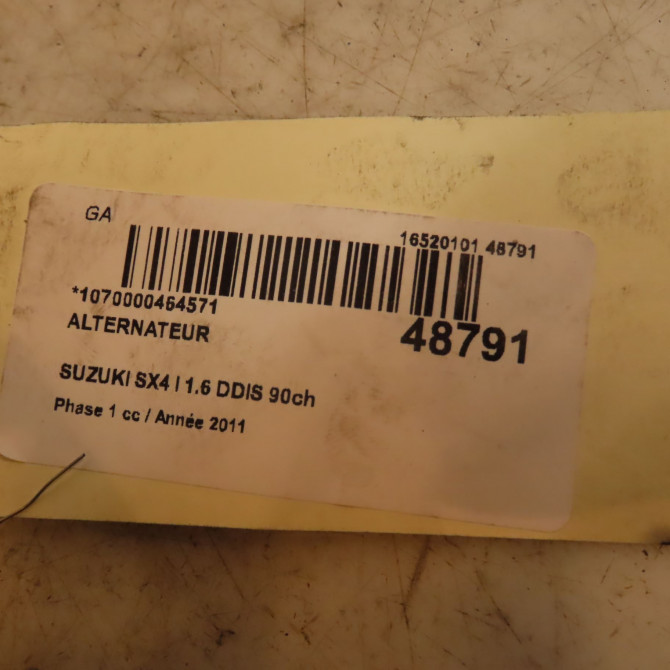 GA
16520101 48791
*1070000464571
ALTERNATEUR
48791
SUZUKI SX4 I 1.6 DDIS 90ch
Phase 1 cc / Année 2011